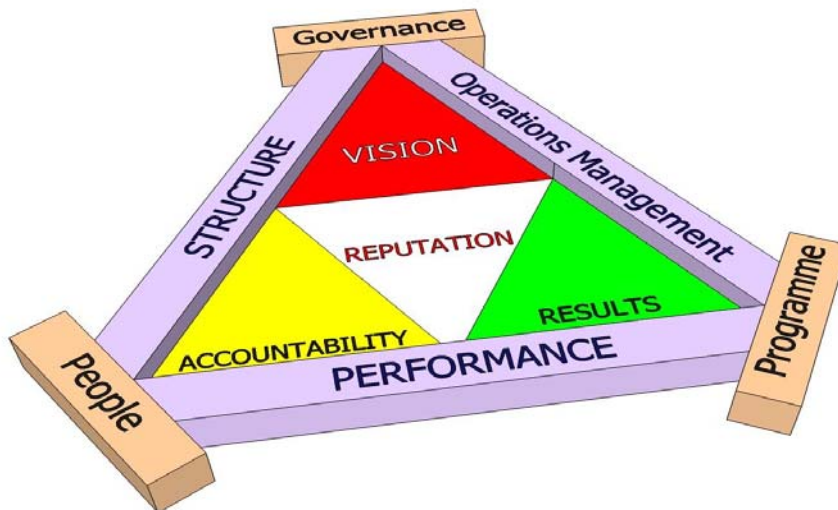 Governance
STRUCTURE
Operations Management
VISION
REPUTATION
ACCOUNTABILITY
RESULTS
PERFORMANCE
People
Programme